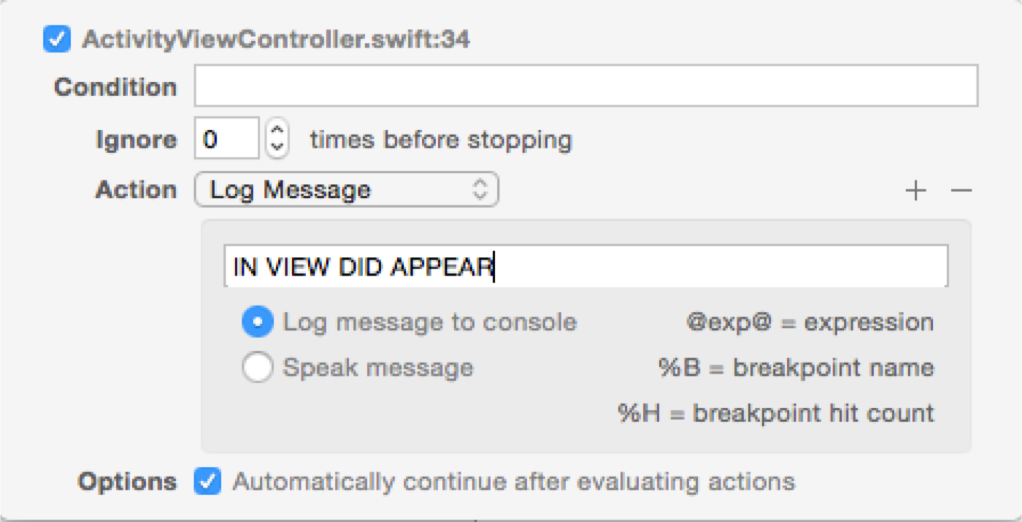 ActivityViewController.swift:34
Condition
Ignore 0 times before stopping
Action Log Message + −
IN VIEW DID APPEAR
Log message to console @exp@ = expression
Speak message %B = breakpoint name
%H = breakpoint hit count
Options Automatically continue after evaluating actions